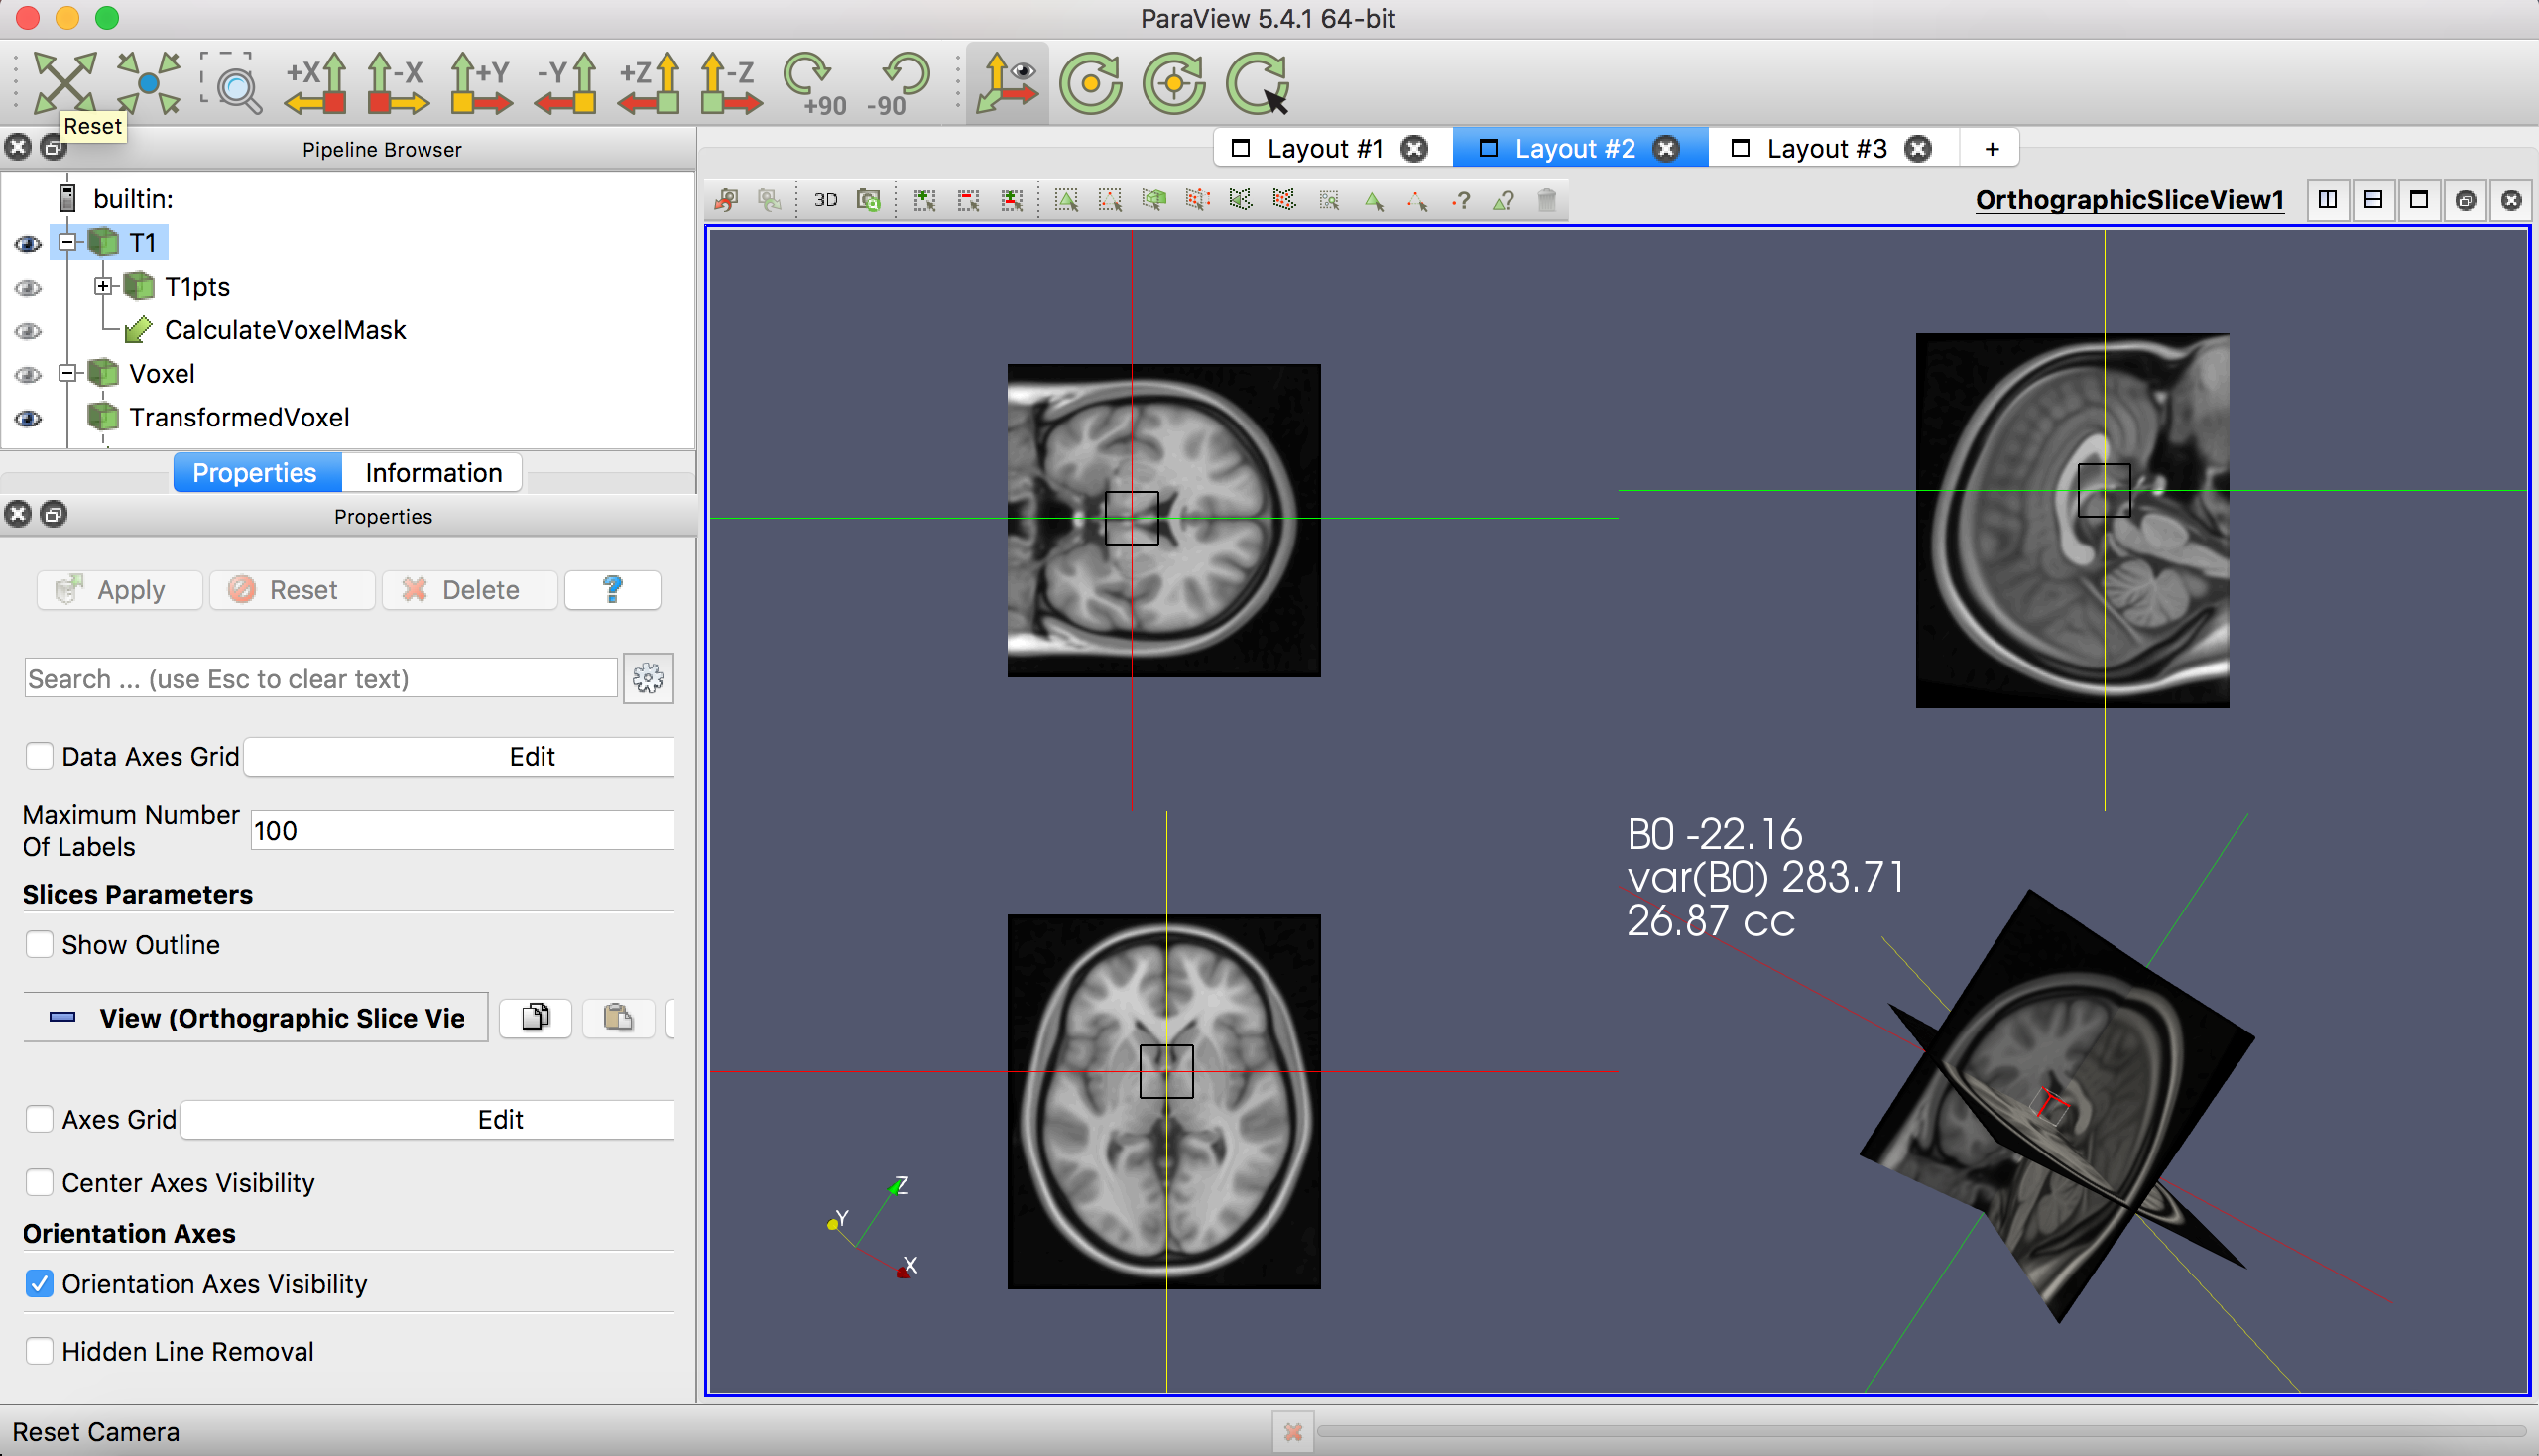 ParaView 5.4.1 64-bit
+X -X +Y -Y +Z -Z +90 -90
Reset
Pipeline Browser
Layout #1 Layout #2 Layout #3 +
builtin:
3D
OrthographicSliceView1
T1
T1pts
CalculateVoxelMask
Voxel
TransformedVoxel
Properties Information
Properties
Apply Reset Delete ?
Search ... (use Esc to clear text)
Data Axes Grid Edit
Maximum Number
Of Labels
100
Slices Parameters
Show Outline
View (Orthographic Slice Vie
Axes Grid Edit
Center Axes Visibility
Orientation Axes
Orientation Axes Visibility
Hidden Line Removal
B0 -22.16
var(B0) 283.71
26.87 cc
Z
Y
X
Reset Camera